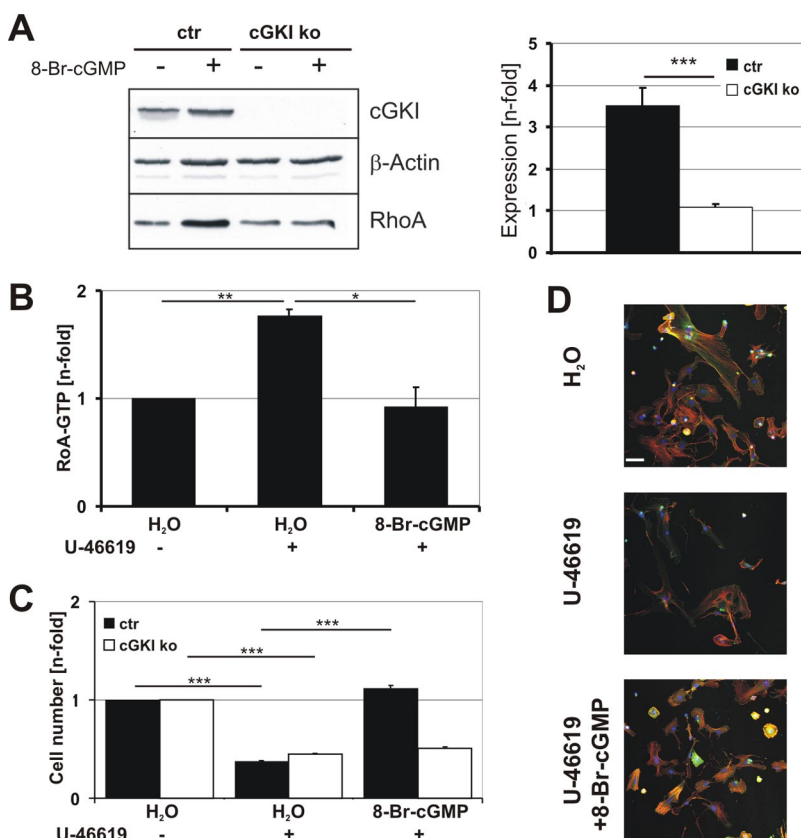 A
ctr cGKI ko
8-Br-cGMP - + - +
cGKI
β-Actin
RhoA
Expression [n-fold]
5
4
3
2
1
0
***
ctr
cGKI ko
B
RoA-GTP [n-fold]
2
1
0
** *
H₂O H₂O 8-Br-cGMP
U-46619 - + +
C
Cell number [n-fold]
2
1
0
ctr
cGKI ko
***
***
***
H₂O H₂O 8-Br-cGMP
U-46619 - + +
D
H₂O
U-46619
U-46619
+8-Br-cGMP